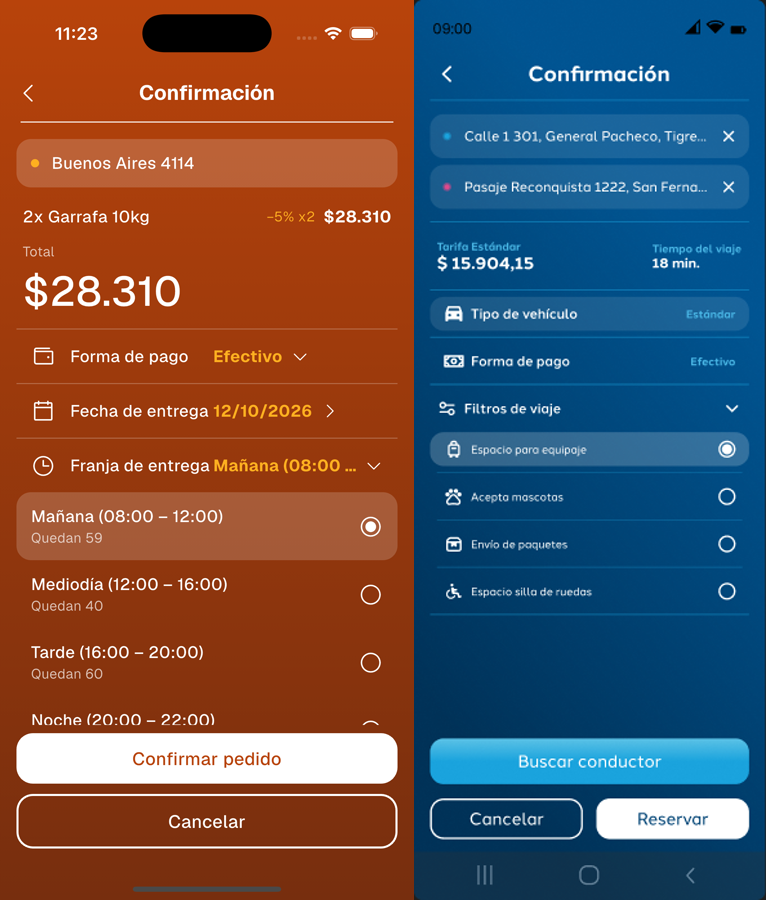 11:23
Confirmación
Buenos Aires 4114
2x Garrafa 10kg −5% x2 $28.310
Total
$28.310
Forma de pago Efectivo
Fecha de entrega 12/10/2026
Franja de entrega Mañana (08:00 ...
Mañana (08:00 – 12:00)
Quedan 59
Mediodía (12:00 – 16:00)
Quedan 40
Tarde (16:00 – 20:00)
Quedan 60
Noche (20:00 – 22:00)
Confirmar pedido
Cancelar
09:00
Confirmación
Calle 1 301, General Pacheco, Tigre...
Pasaje Reconquista 1222, San Ferna...
Tarifa Estándar Tiempo del viaje
$ 15.904,15 18 min.
Tipo de vehículo Estándar
Forma de pago Efectivo
Filtros de viaje
Espacio para equipaje
Acepta mascotas
Envío de paquetes
Espacio silla de ruedas
Buscar conductor
Cancelar Reservar